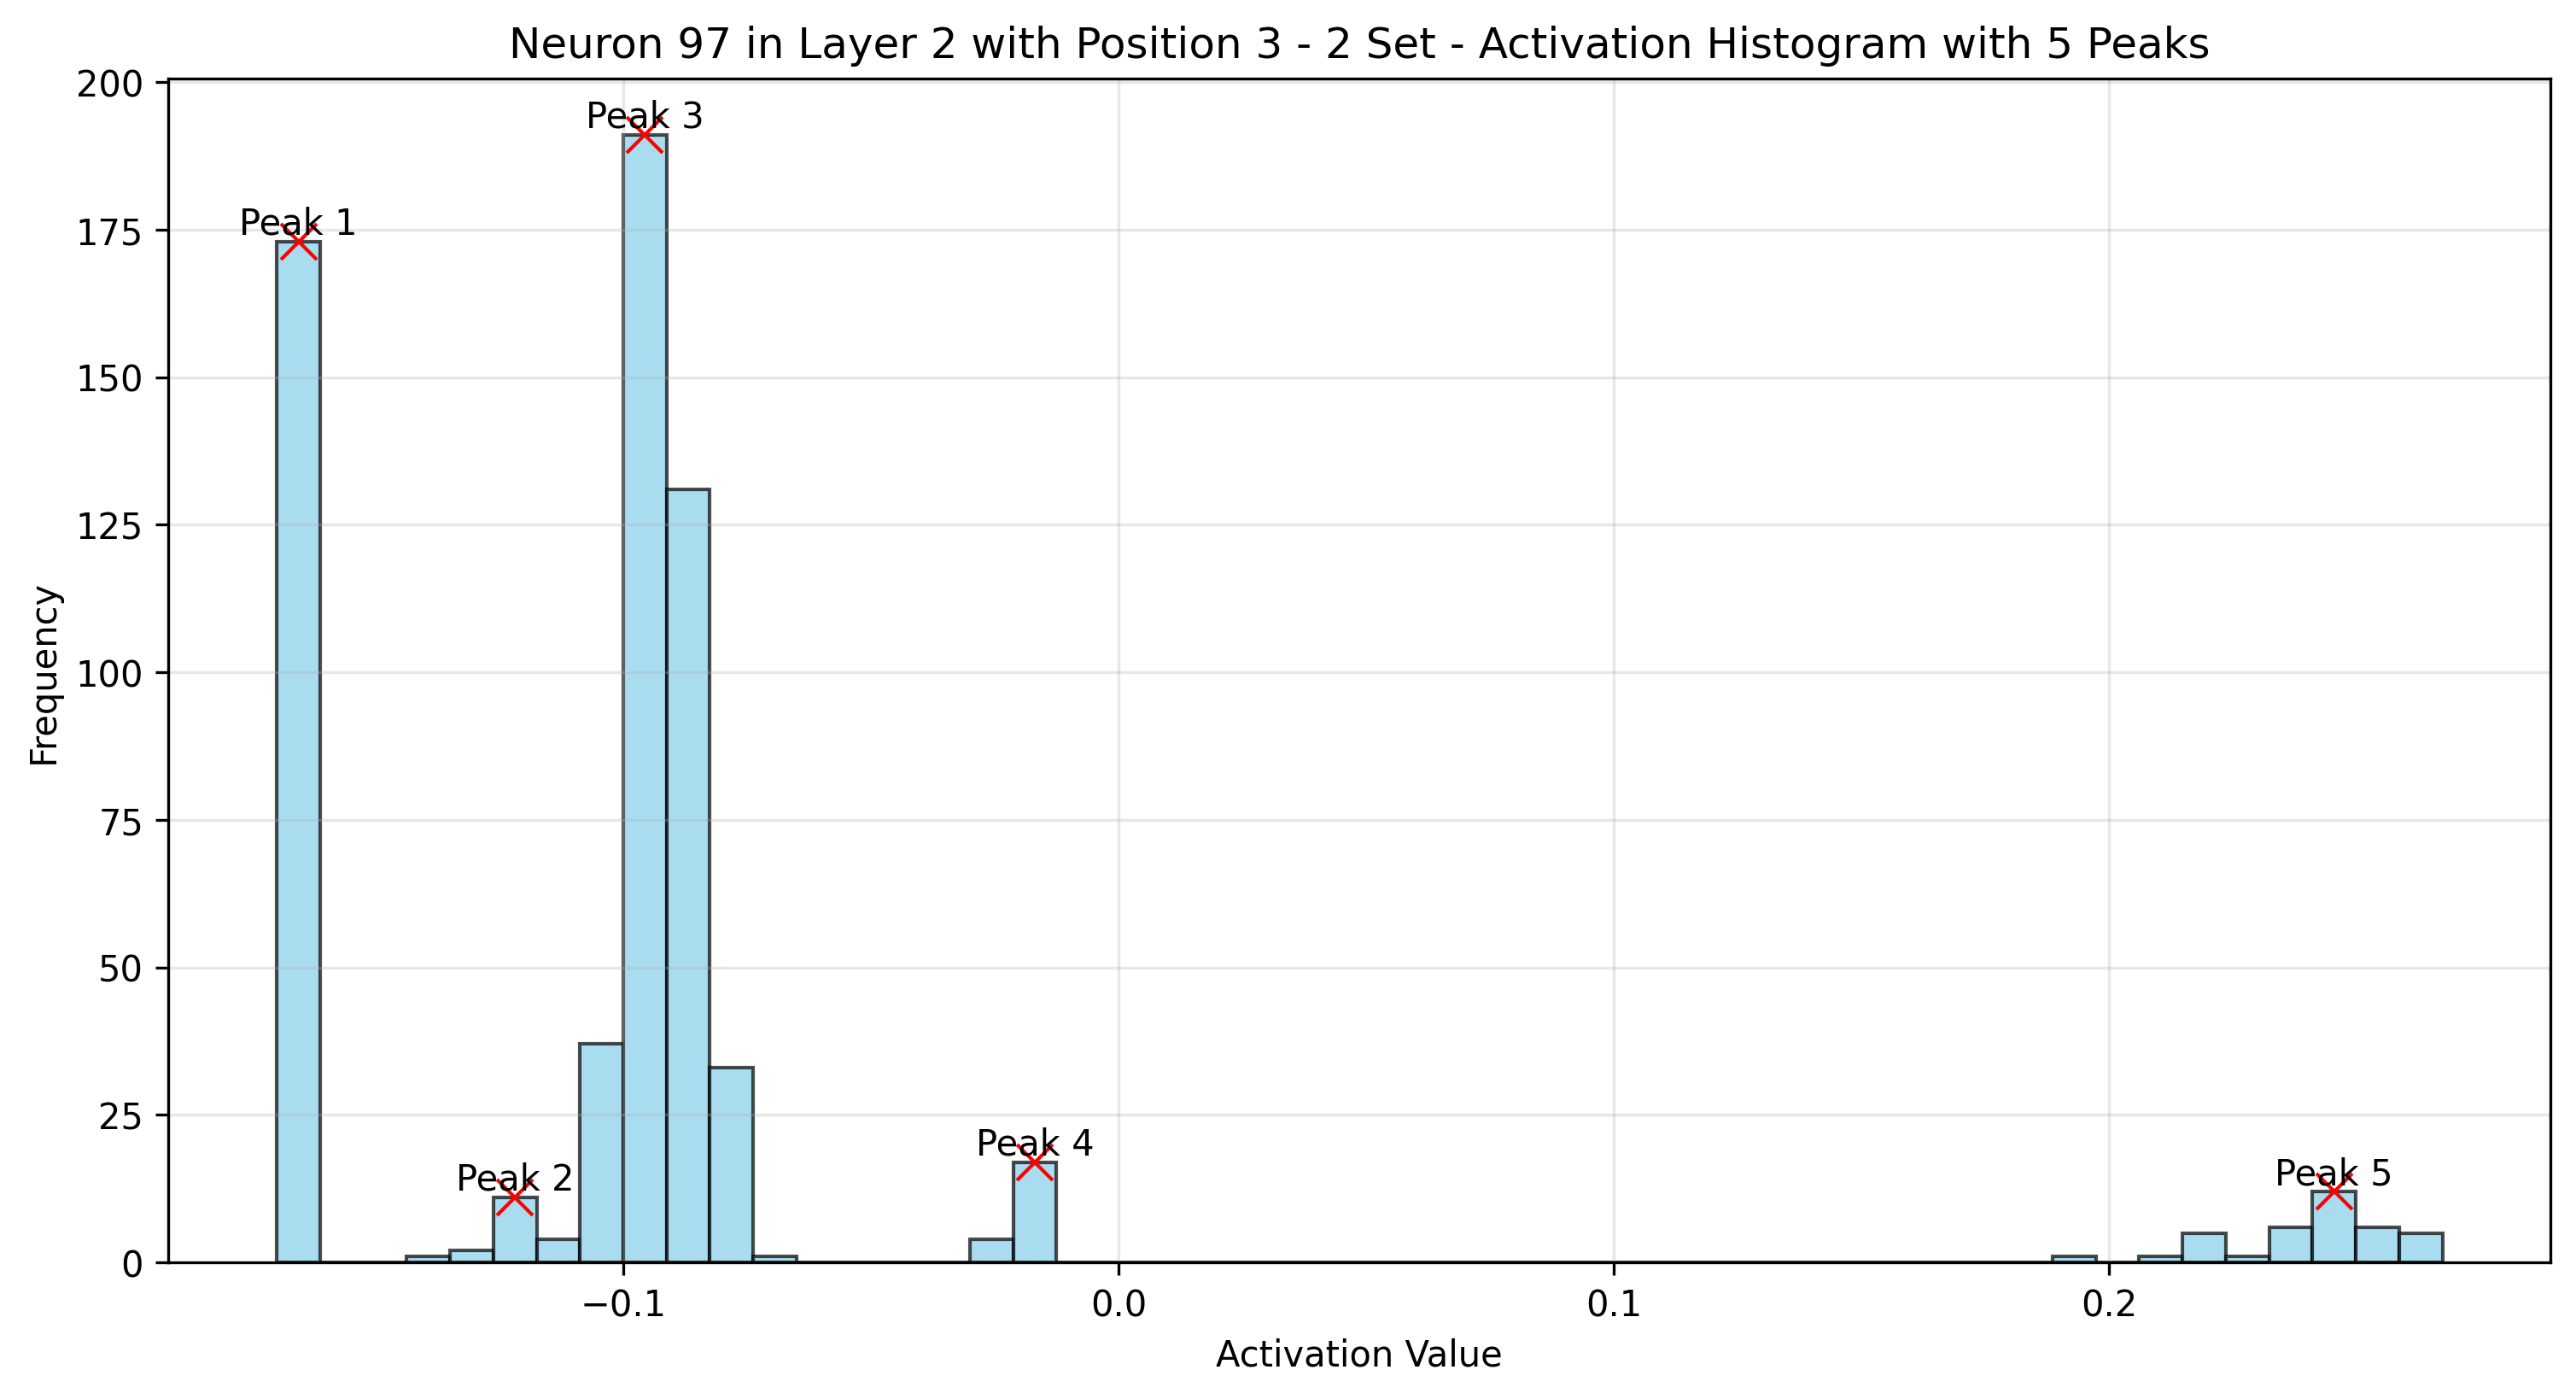 Neuron 97 in Layer 2 with Position 3 - 2 Set - Activation Histogram with 5 Peaks
200
175
150
125
100
75
50
25
0
Frequency
Peak 1
Peak 2
Peak 3
Peak 4
Peak 5
−0.1
0.0
0.1
0.2
Activation Value